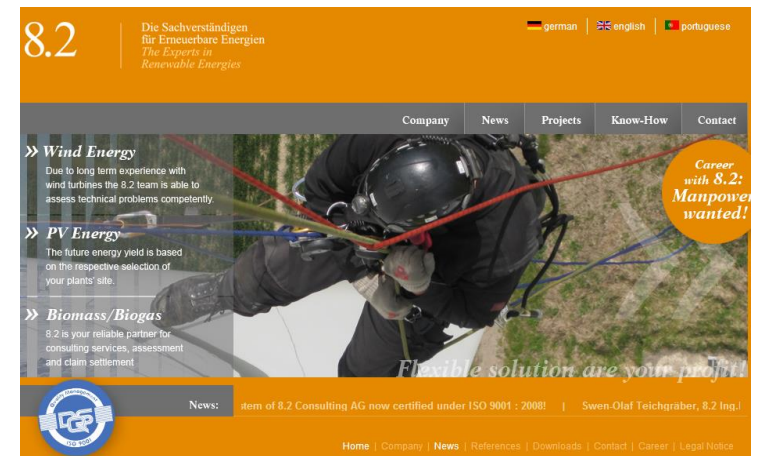 8.2
Die Sachverständigen
für Erneuerbare Energien
The Experts in
Renewable Energies
german
english
portuguese
Company
News
Projects
Know-How
Contact
» Wind Energy
Due to long term experience with
wind turbines the 8.2 team is able to
assess technical problems competently.
» PV Energy
The future energy yield is based
on the respective selection of
your plants' site.
» Biomass/Biogas
8.2 is your reliable partner for
consulting services, assessment
and claim settlement
Career
with 8.2:
Manpower
wanted!
Flexible solution are your profit!
DQS
ISO 9001
News:
tem of 8.2 Consulting AG now certified under ISO 9001 : 2008! | Swen-Olaf Teichgräber, 8.2 Ing.
Home | Company | News | References | Downloads | Contact | Career | Legal Notice